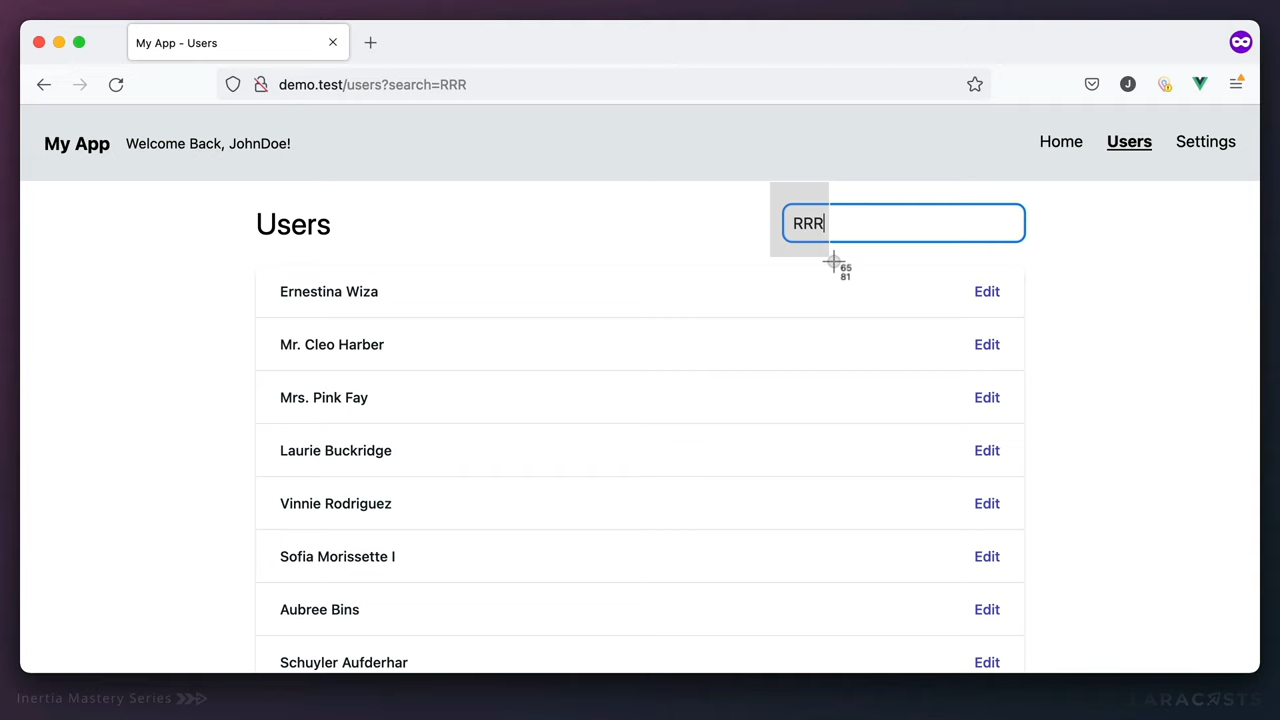 My App - Users
demo.test/users?search=RRR
J
My App Welcome Back, JohnDoe! Home Users Settings
Users RRR
65
81
Ernestina Wiza Edit
Mr. Cleo Harber Edit
Mrs. Pink Fay Edit
Laurie Buckridge Edit
Vinnie Rodriguez Edit
Sofia Morissette I Edit
Aubree Bins Edit
Schuyler Aufderhar Edit
Inertia Mastery Series LARACASTS